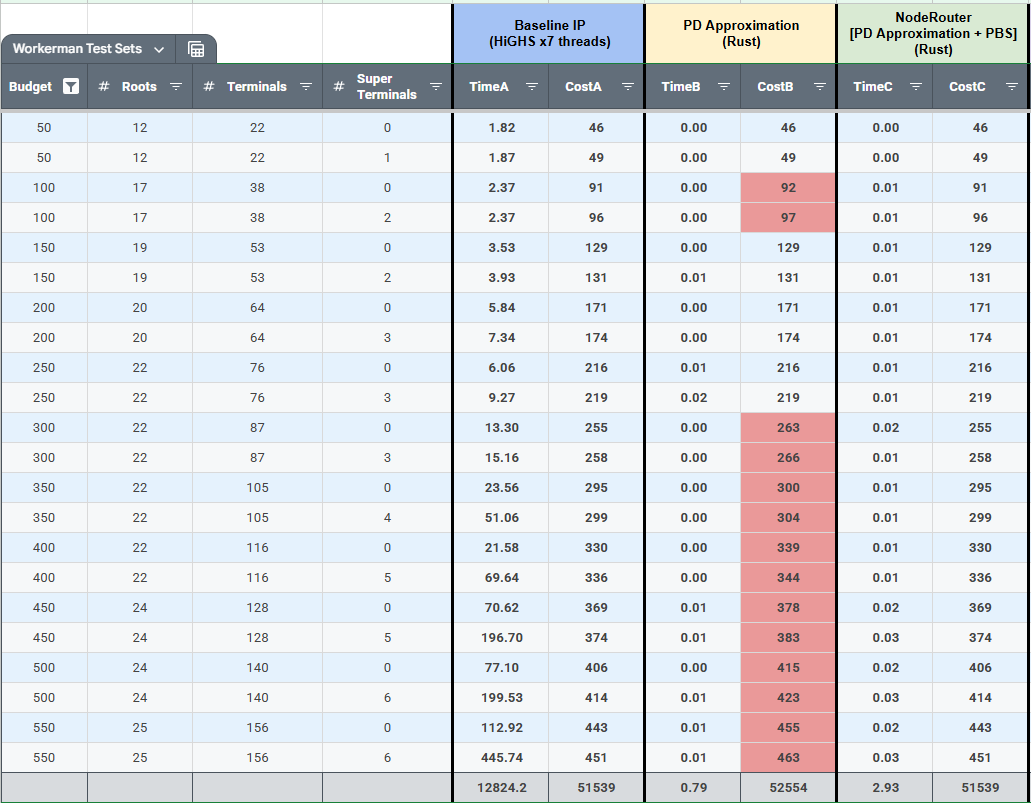 Baseline IP
(HiGHS x7 threads)
PD Approximation
(Rust)
NodeRouter
[PD Approximation + PBS]
(Rust)
Workerman Test Sets
Budget # Roots # Terminals # Super Terminals TimeA CostA TimeB CostB TimeC CostC
50 12 22 0 1.82 46 0.00 46 0.00 46
50 12 22 1 1.87 49 0.00 49 0.00 49
100 17 38 0 2.37 91 0.00 92 0.01 91
100 17 38 2 2.37 96 0.00 97 0.01 96
150 19 53 0 3.53 129 0.00 129 0.01 129
150 19 53 2 3.93 131 0.01 131 0.01 131
200 20 64 0 5.84 171 0.00 171 0.01 171
200 20 64 3 7.34 174 0.00 174 0.01 174
250 22 76 0 6.06 216 0.01 216 0.01 216
250 22 76 3 9.27 219 0.02 219 0.01 219
300 22 87 0 13.30 255 0.00 263 0.02 255
300 22 87 3 15.16 258 0.00 266 0.01 258
350 22 105 0 23.56 295 0.00 300 0.01 295
350 22 105 4 51.06 299 0.00 304 0.01 299
400 22 116 0 21.58 330 0.00 339 0.01 330
400 22 116 5 69.64 336 0.00 344 0.01 336
450 24 128 0 70.62 369 0.01 378 0.02 369
450 24 128 5 196.70 374 0.01 383 0.03 374
500 24 140 0 77.10 406 0.00 415 0.02 406
500 24 140 6 199.53 414 0.01 423 0.03 414
550 25 156 0 112.92 443 0.01 455 0.02 443
550 25 156 6 445.74 451 0.01 463 0.03 451
12824.2 51539 0.79 52554 2.93 51539